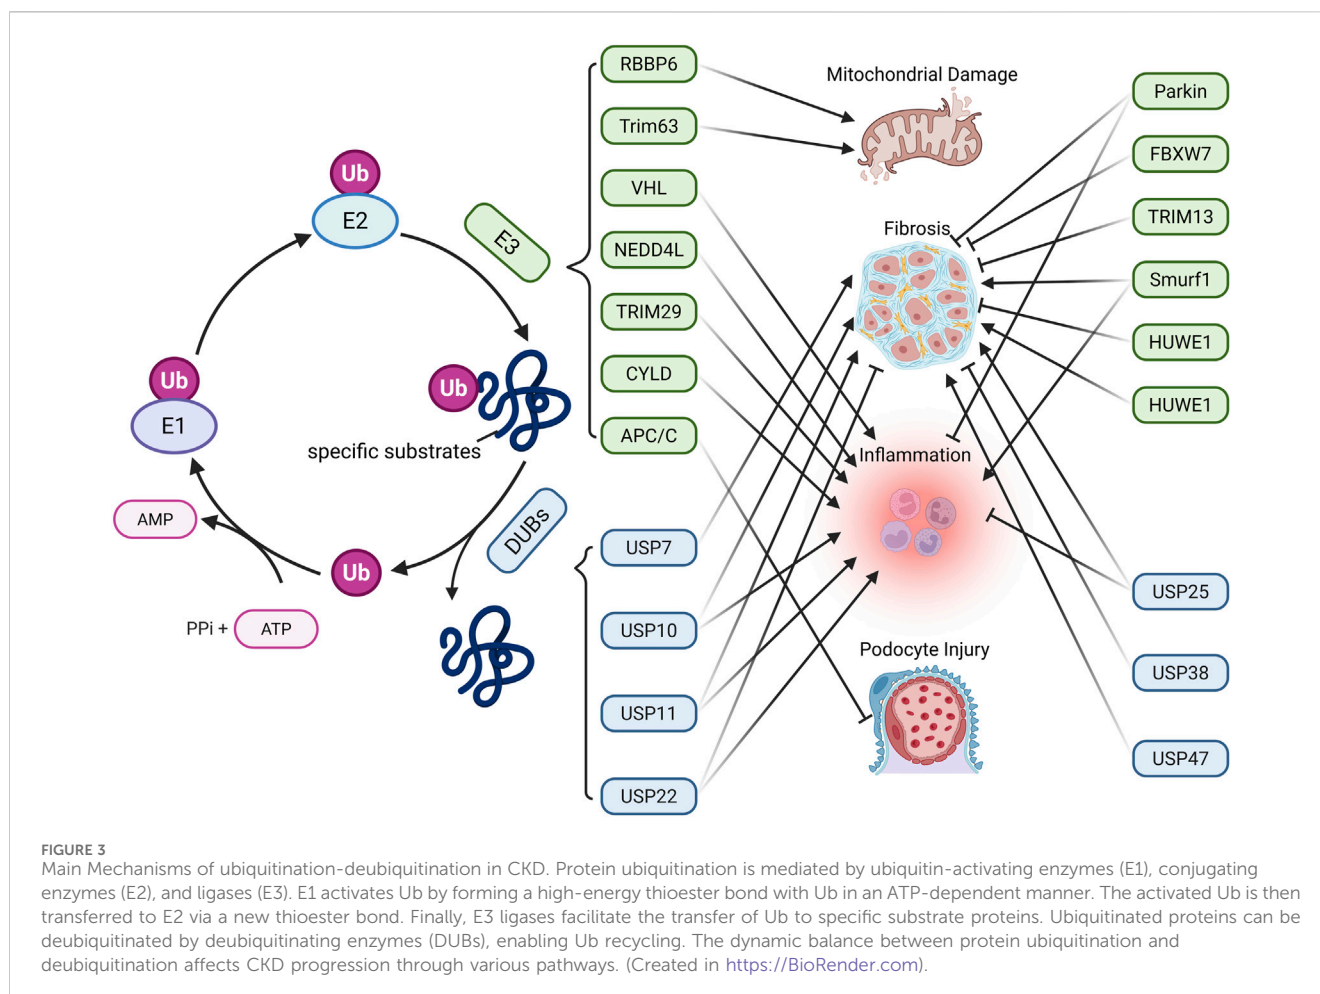 Ub
E2
E3
Ub
E1
Ub
specific substrates
AMP
Ub
PPi +
ATP
DUBs
RBBP6
Trim63
VHL
NEDD4L
TRIM29
CYLD
APC/C
USP7
USP10
USP11
USP22
Mitochondrial Damage
Fibrosis
Inflammation
Podocyte Injury
Parkin
FBXW7
TRIM13
Smurf1
HUWE1
HUWE1
USP25
USP38
USP47
FIGURE 3
Main Mechanisms of ubiquitination-deubiquitination in CKD. Protein ubiquitination is mediated by ubiquitin-activating enzymes (E1), conjugating
enzymes (E2), and ligases (E3). E1 activates Ub by forming a high-energy thioester bond with Ub in an ATP-dependent manner. The activated Ub is then
transferred to E2 via a new thioester bond. Finally, E3 ligases facilitate the transfer of Ub to specific substrate proteins. Ubiquitinated proteins can be
deubiquitinated by deubiquitinating enzymes (DUBs), enabling Ub recycling. The dynamic balance between protein ubiquitination and
deubiquitination affects CKD progression through various pathways. (Created in https://BioRender.com).